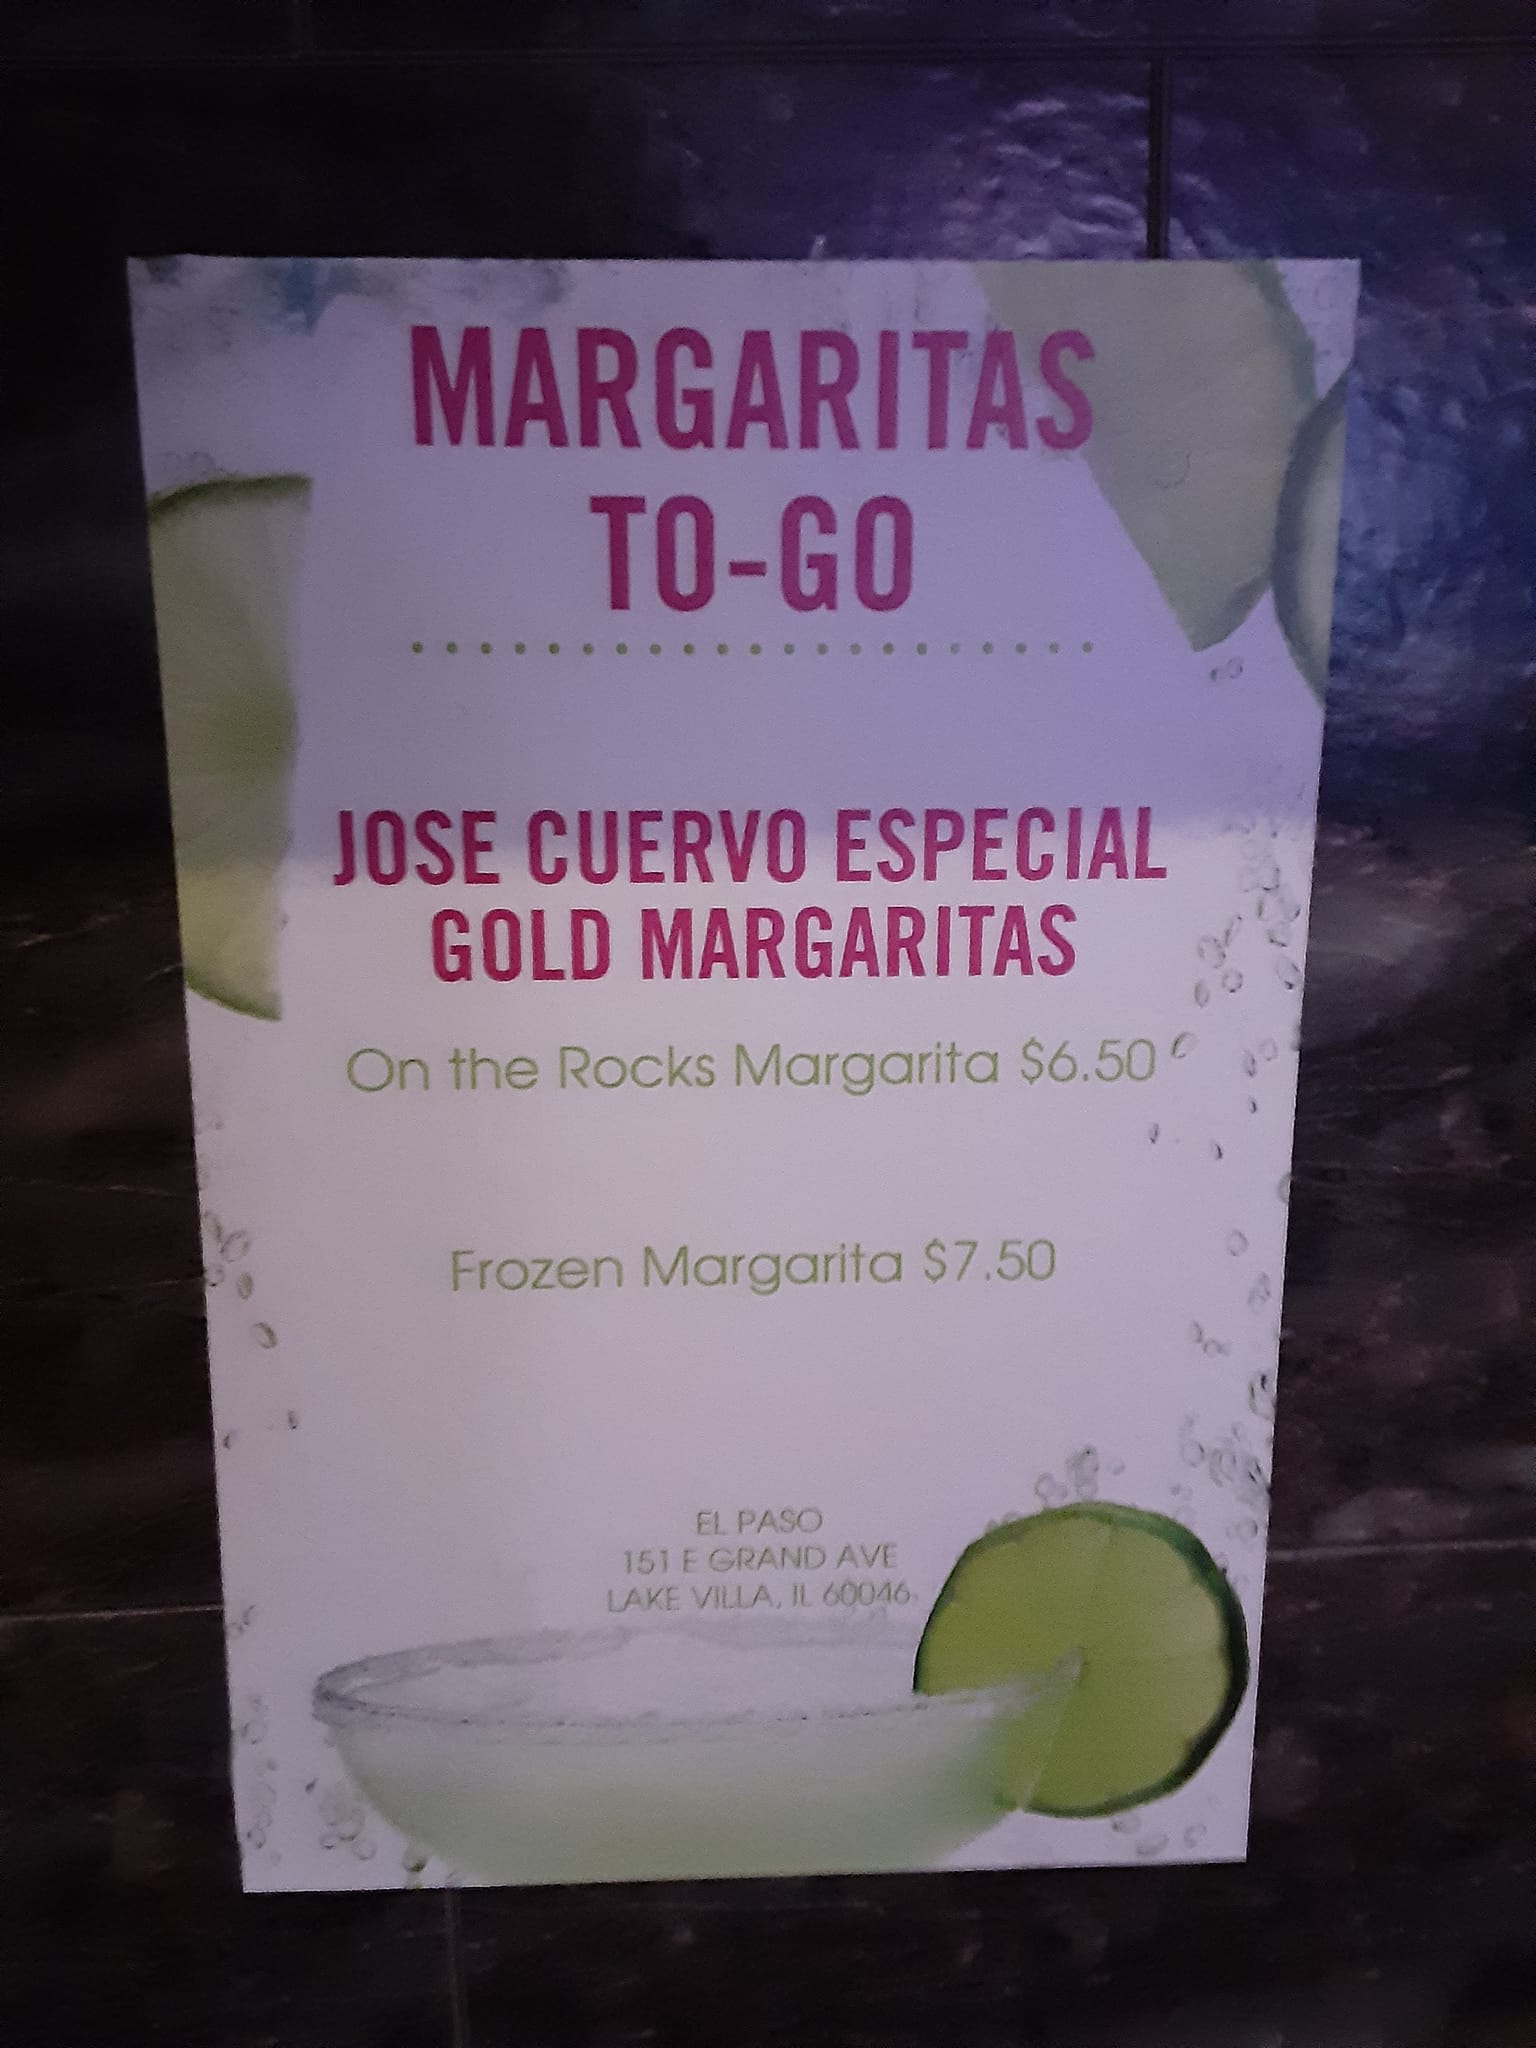 MARGARITAS
TO-GO
JOSE CUERVO ESPECIAL
GOLD MARGARITAS
On the Rocks Margarita $6.50
Frozen Margarita $7.50
EL PASO
151 E GRAND AVE
LAKE VILLA, IL 60046